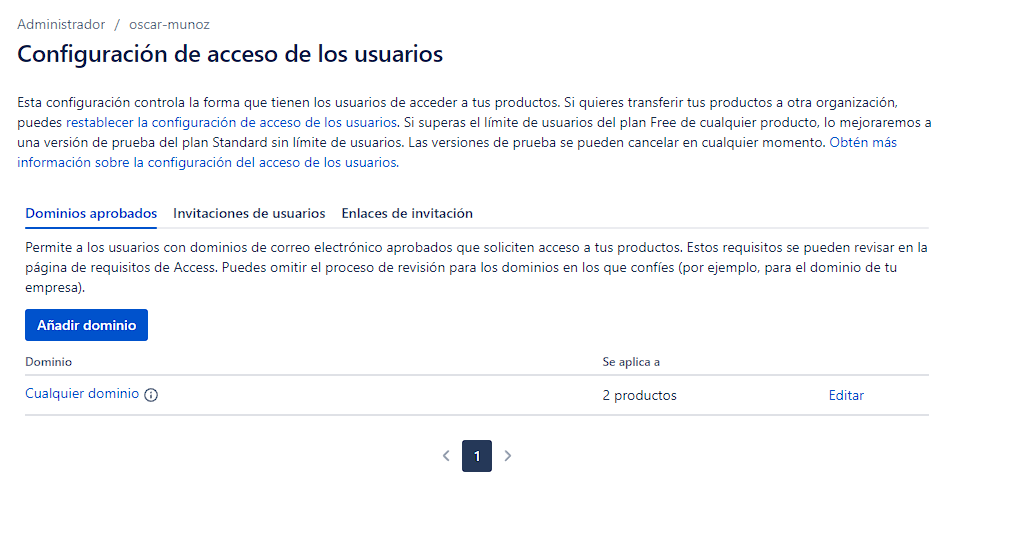 Administrador / oscar-munoz
Configuración de acceso de los usuarios
Esta configuración controla la forma que tienen los usuarios de acceder a tus productos. Si quieres transferir tus productos a otra organización,
puedes restablecer la configuración de acceso de los usuarios. Si superas el límite de usuarios del plan Free de cualquier producto, lo mejoraremos a
una versión de prueba del plan Standard sin límite de usuarios. Las versiones de prueba se pueden cancelar en cualquier momento. Obtén más
información sobre la configuración del acceso de los usuarios.
Dominios aprobados Invitaciones de usuarios Enlaces de invitación
Permite a los usuarios con dominios de correo electrónico aprobados que soliciten acceso a tus productos. Estos requisitos se pueden revisar en la
página de requisitos de Access. Puedes omitir el proceso de revisión para los dominios en los que confíes (por ejemplo, para el dominio de tu
empresa).
Añadir dominio
Dominio Se aplica a
Cualquier dominio 2 productos Editar
1